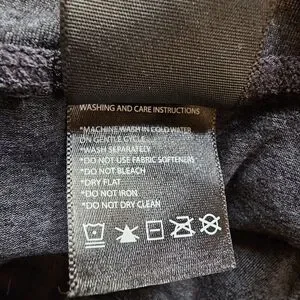 WASHING AND CARE INSTRUCTIONS
*MACHINE WASH IN COLD WATER
ON GENTLE CYCLE
*WASH SEPARATELY
*DO NOT USE FABRIC SOFTENERS
*DO NOT BLEACH
*DRY FLAT
*DO NOT IRON
*DO NOT DRY CLEAN